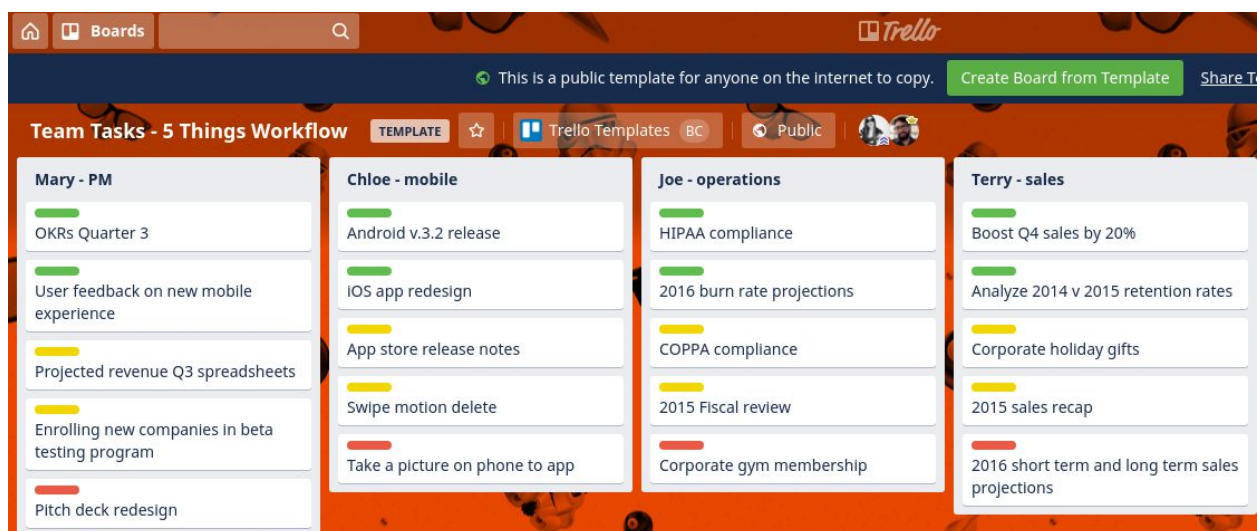 Boards
Trello
This is a public template for anyone on the internet to copy.
Create Board from Template
Share
Team Tasks - 5 Things Workflow
TEMPLATE
Trello Templates
BC
Public
Mary - PM
OKRs Quarter 3
User feedback on new mobile
experience
Projected revenue Q3 spreadsheets
Enrolling new companies in beta
testing program
Pitch deck redesign
Chloe - mobile
Android v.3.2 release
iOS app redesign
App store release notes
Swipe motion delete
Take a picture on phone to app
Joe - operations
HIPAA compliance
2016 burn rate projections
COPPA compliance
2015 Fiscal review
Corporate gym membership
Terry - sales
Boost Q4 sales by 20%
Analyze 2014 v 2015 retention rates
Corporate holiday gifts
2015 sales recap
2016 short term and long term sales
projections